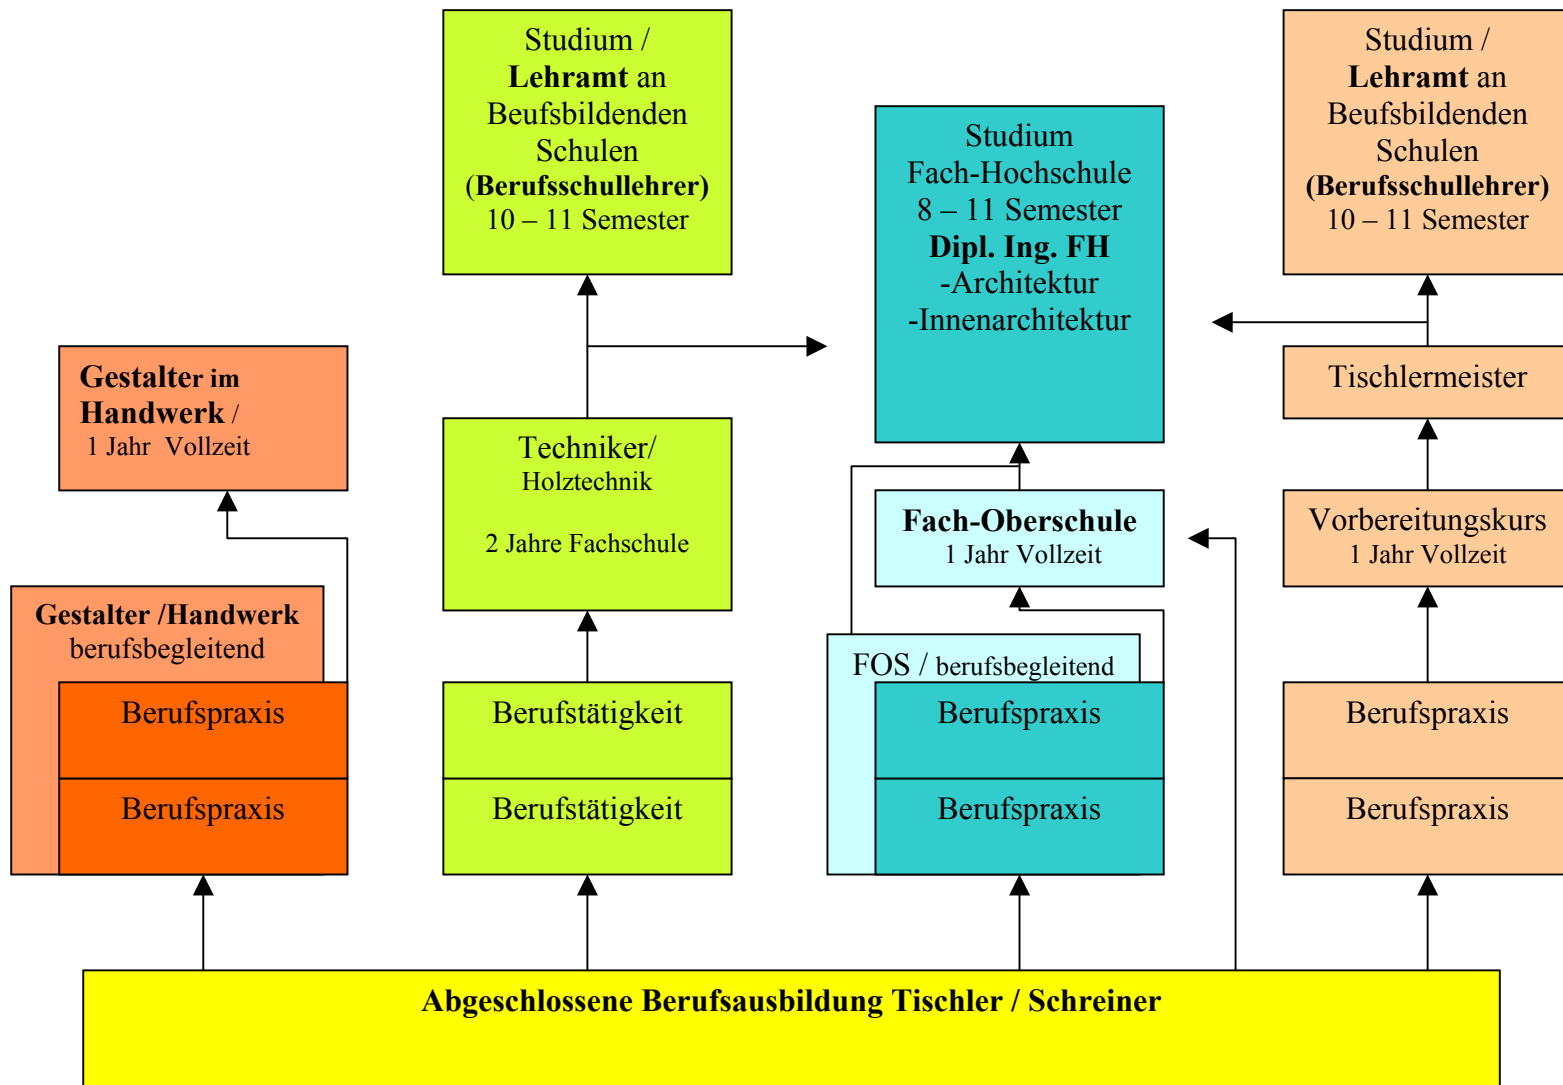 Studium /
Lehramt an
Beufsbildenden
Schulen
(Berufsschullehrer)
10 – 11 Semester
Studium
Fach-Hochschule
8 – 11 Semester
Dipl. Ing. FH
-Architektur
-Innenarchitektur
Studium /
Lehramt an
Beufsbildenden
Schulen
(Berufsschullehrer)
10 – 11 Semester
Gestalter im
Handwerk /
1 Jahr Vollzeit
Techniker/
Holztechnik
2 Jahre Fachschule
Fach-Oberschule
1 Jahr Vollzeit
Tischlermeister
Vorbereitungskurs
1 Jahr Vollzeit
Gestalter /Handwerk
berufsbegleitend
Berufspraxis
Berufspraxis
Berufstätigkeit
Berufstätigkeit
FOS / berufsbegleitend
Berufspraxis
Berufspraxis
Berufspraxis
Berufspraxis
Abgeschlossene Berufsausbildung Tischler / Schreiner